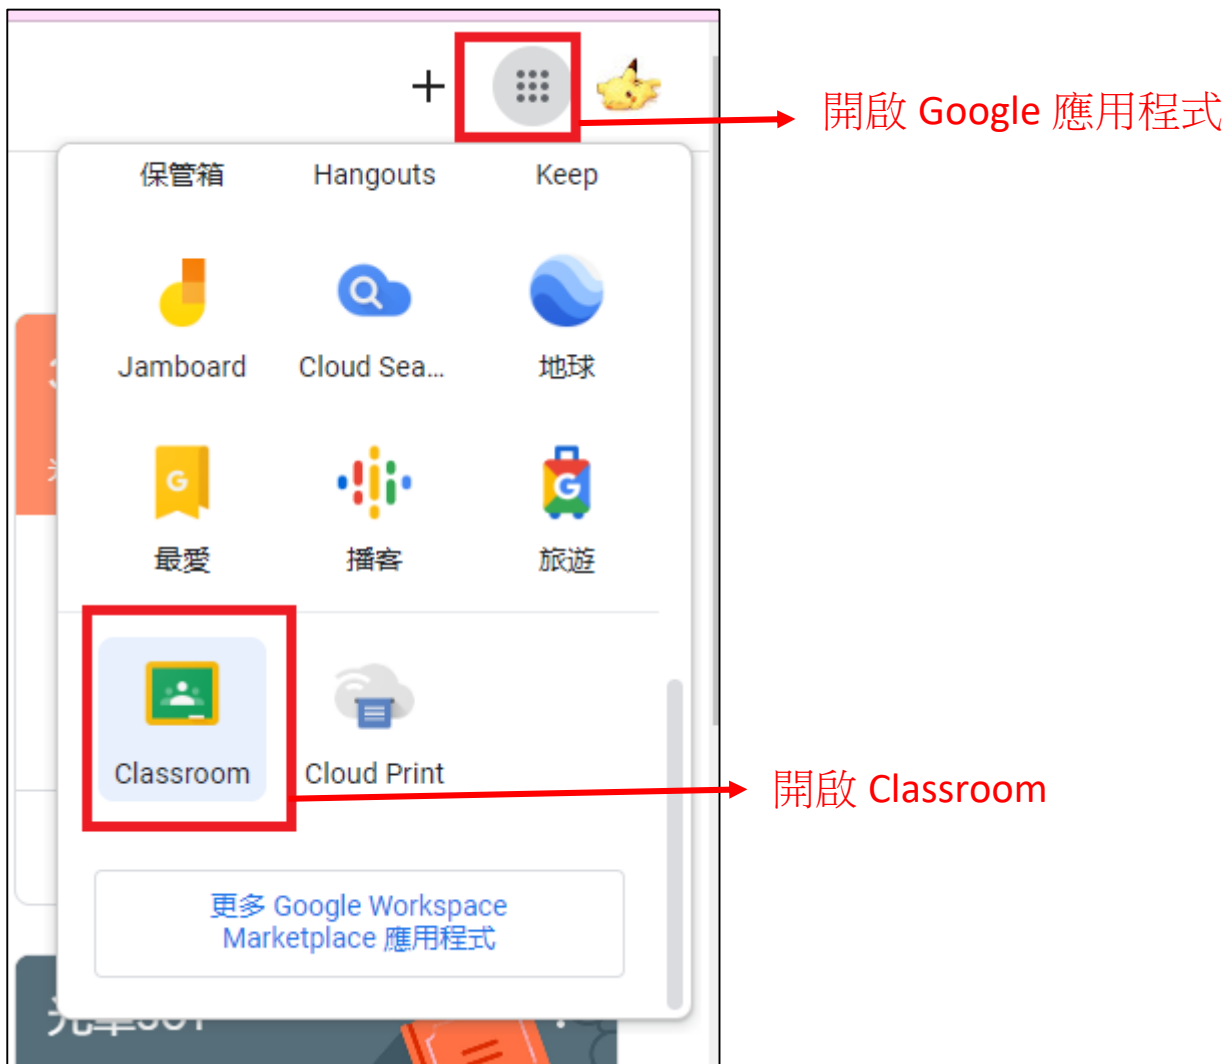 開啟 Google 應用程式
保管箱 Hangouts Keep
Jamboard Cloud Sea... 地球
G G
最愛 播客 旅遊
Classroom Cloud Print
開啟 Classroom
更多 Google Workspace
Marketplace 應用程式